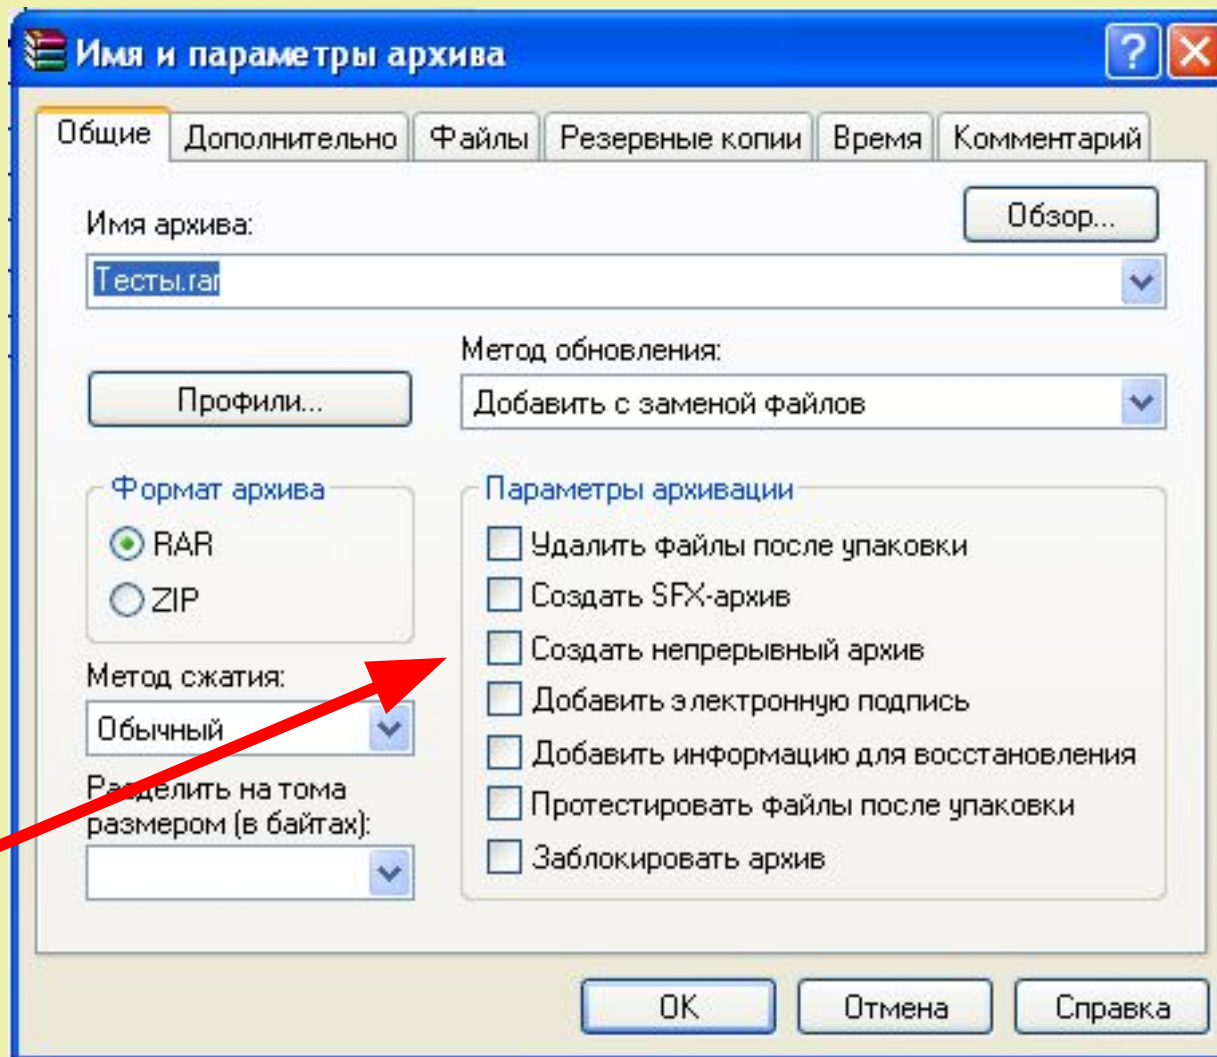 Имя и параметры архива
Общие Дополнительно Файлы Резервные копии Время Комментарий
Обзор...
Имя архива:
Тесты.rar
Метод обновления:
Профили...
Добавить с заменой файлов
Формат архива
RAR
ZIP
Метод сжатия:
Обычный
Разделить на тома
размером (в байтах):
Параметры архивации
Удалить файлы после упаковки
Создать SFX-архив
Создать непрерывный архив
Добавить электронную подпись
Добавить информацию для восстановления
Протестировать файлы после упаковки
Заблокировать архив
ОК Отмена Справка